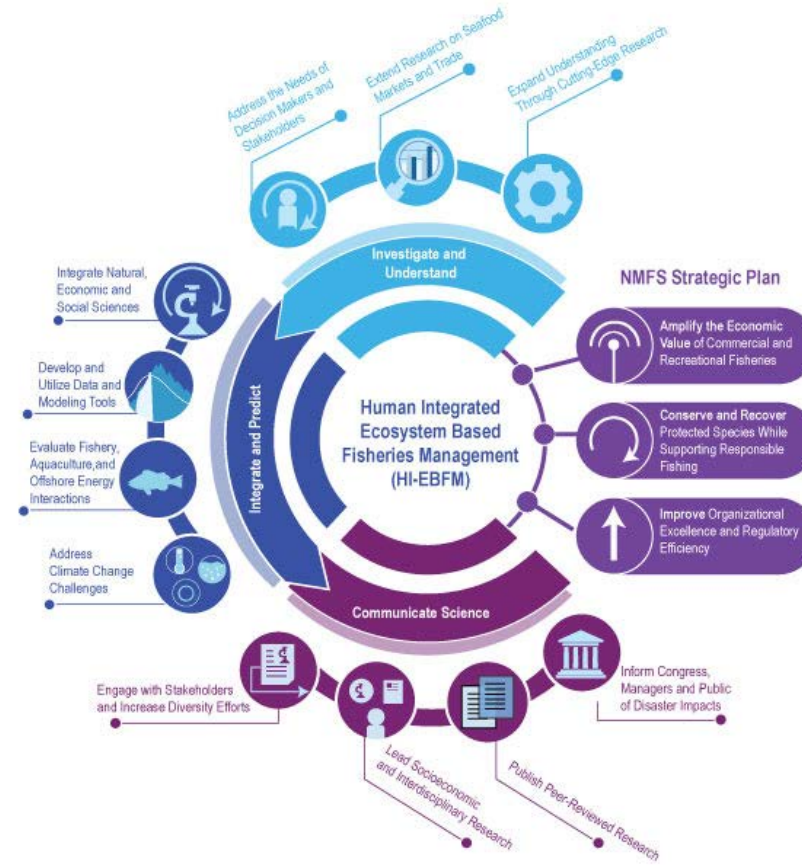 Address the Needs of
Decision Makers and
Stakeholders
Extend Research on Seafood
Markets and Trade
Expand Understanding
Through Cutting-Edge Research
Investigate and
Understand
Integrate Natural,
Economic and
Social Sciences
Develop and
Utilize Data and
Modeling Tools
Evaluate Fishery,
Aquaculture,and
Offshore Energy
Interactions
Address
Climate Change
Challenges
Integrate and Predict
Human Integrated
Ecosystem Based
Fisheries Management
(HI-EBFM)
NMFS Strategic Plan
Amplify the Economic
Value of Commercial and
Recreational Fisheries
Conserve and Recover
Protected Species While
Supporting Responsible
Fishing
Improve Organizational
Excellence and Regulatory
Efficiency
Communicate Science
Engage with Stakeholders
and Increase Diversity Efforts
Lead Socioeconomic
and Interdisciplinary Research
Publish Peer-Reviewed Research
Inform Congress,
Managers and Public
of Disaster Impacts